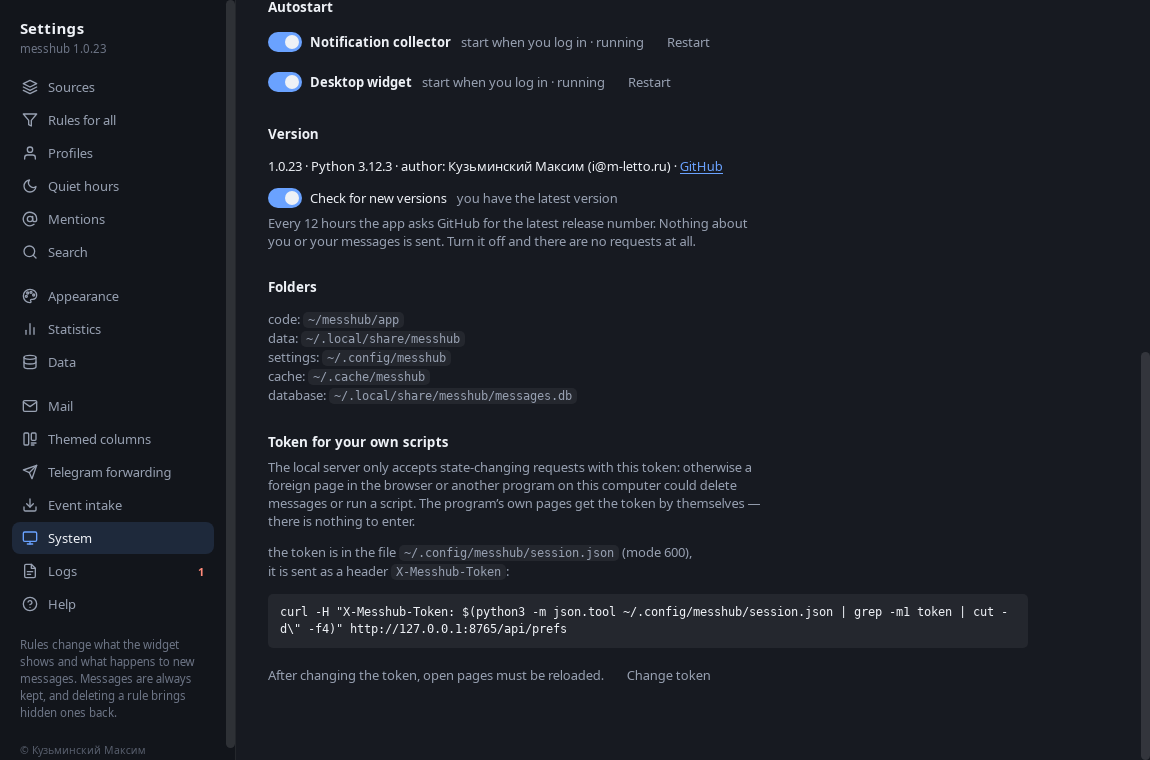 Settings
messhub 1.0.23
Sources
Rules for all
Profiles
Quiet hours
Mentions
Search
Appearance
Statistics
Data
Mail
Themed columns
Telegram forwarding
Event intake
System
Logs 1
Help
Rules change what the widget
shows and what happens to new
messages. Messages are always
kept, and deleting a rule brings
hidden ones back.
© Кузьминский Максим
Autostart
Notification collector start when you log in · running Restart
Desktop widget start when you log in · running Restart
Version
1.0.23 · Python 3.12.3 · author: Кузьминский Максим (i@m-letto.ru) · GitHub
Check for new versions you have the latest version
Every 12 hours the app asks GitHub for the latest release number. Nothing about
you or your messages is sent. Turn it off and there are no requests at all.
Folders
code: ~/messhub/app
data: ~/.local/share/messhub
settings: ~/.config/messhub
cache: ~/.cache/messhub
database: ~/.local/share/messhub/messages.db
Token for your own scripts
The local server only accepts state-changing requests with this token: otherwise a
foreign page in the browser or another program on this computer could delete
messages or run a script. The program’s own pages get the token by themselves —
there is nothing to enter.
the token is in the file ~/.config/messhub/session.json (mode 600),
it is sent as a header X-Messhub-Token:
curl -H "X-Messhub-Token: $(python3 -m json.tool ~/.config/messhub/session.json | grep -m1 token | cut -
d\" -f4)" http://127.0.0.1:8765/api/prefs
After changing the token, open pages must be reloaded. Change token